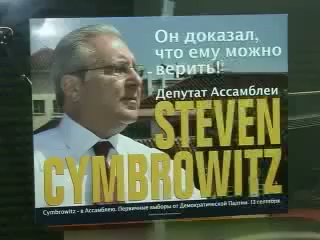 Он доказал,
что ему можно
верить!
Депутат Ассамблеи
STEVEN
CYMBROWITZ
Cymbrowitz - в Ассамблею. Первичные выборы от Демократической Партии- 13 сентября